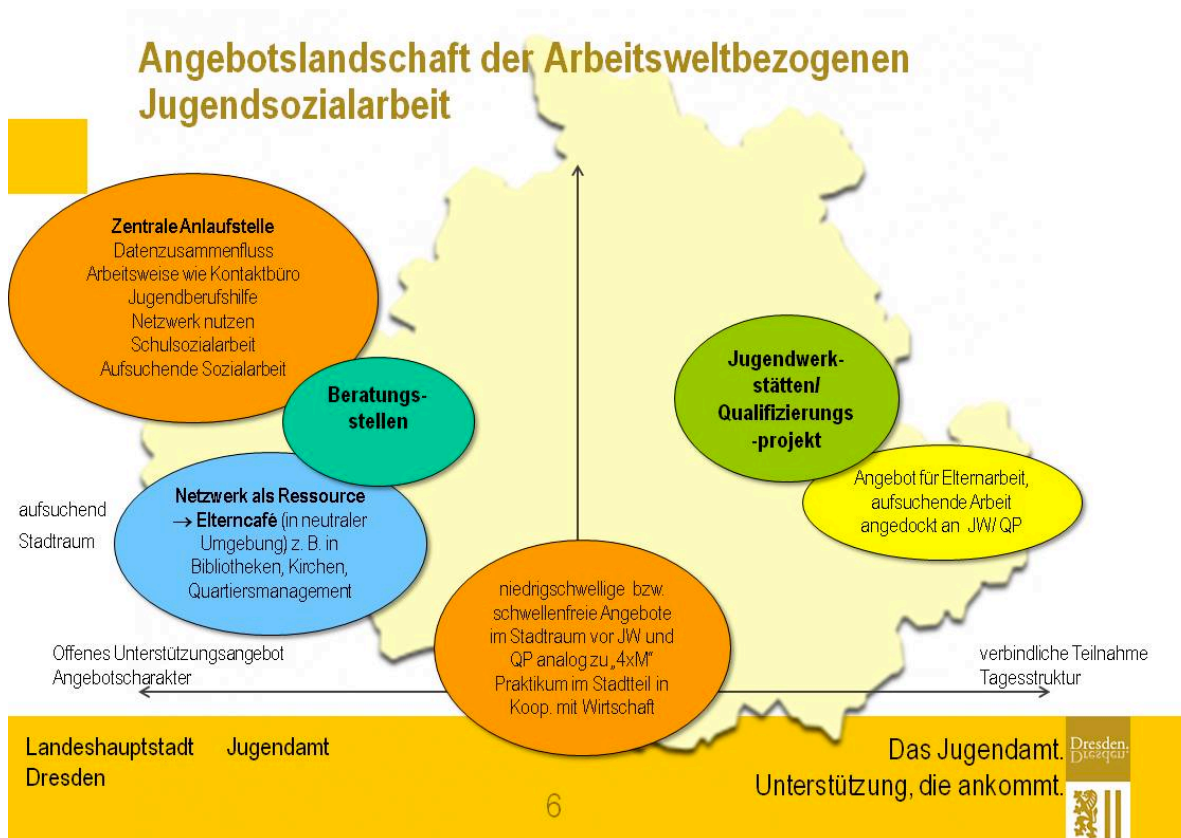 Angebotslandschaft der Arbeitsweltbezogenen
Jugendsozialarbeit
Zentrale Anlaufstelle
Datenzusammenfluss
Arbeitsweise wie Kontaktbüro
Jugendberufshilfe
Netzwerk nutzen
Schulsozialarbeit
Aufsuchende Sozialarbeit
Beratungs-
stellen
Jugendwerk-
stätten/
Qualifizierungs
-projekt
Angebot für Elternarbeit,
aufsuchende Arbeit
angedockt an JW/ QP
aufsuchend
Stadtraum
Netzwerk als Ressource
→ Elterncafé (in neutraler
Umgebung) z. B. in
Bibliotheken, Kirchen,
Quartiersmanagement
niedrigschwellige bzw.
schwellenfreie Angebote
im Stadtraum vor JW und
QP analog zu „4xM“
Praktikum im Stadtteil in
Koop. mit Wirtschaft
Offenes Unterstützungsangebot
Angebotscharakter
verbindliche Teilnahme
Tagesstruktur
Landeshauptstadt Jugendamt
Dresden
6
Das Jugendamt.
Unterstützung, die ankommt.
Dresden.
Dresden.